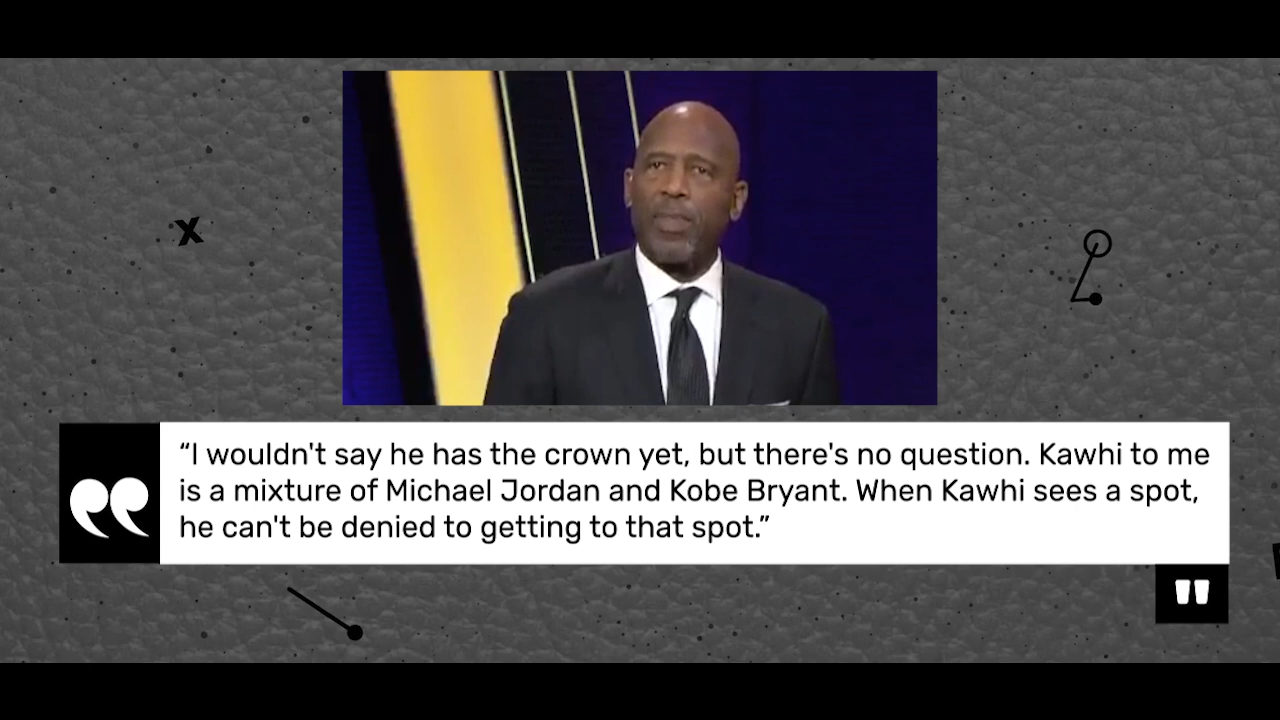 “I wouldn't say he has the crown yet, but there's no question. Kawhi to me
is a mixture of Michael Jordan and Kobe Bryant. When Kawhi sees a spot,
he can't be denied to getting to that spot.”